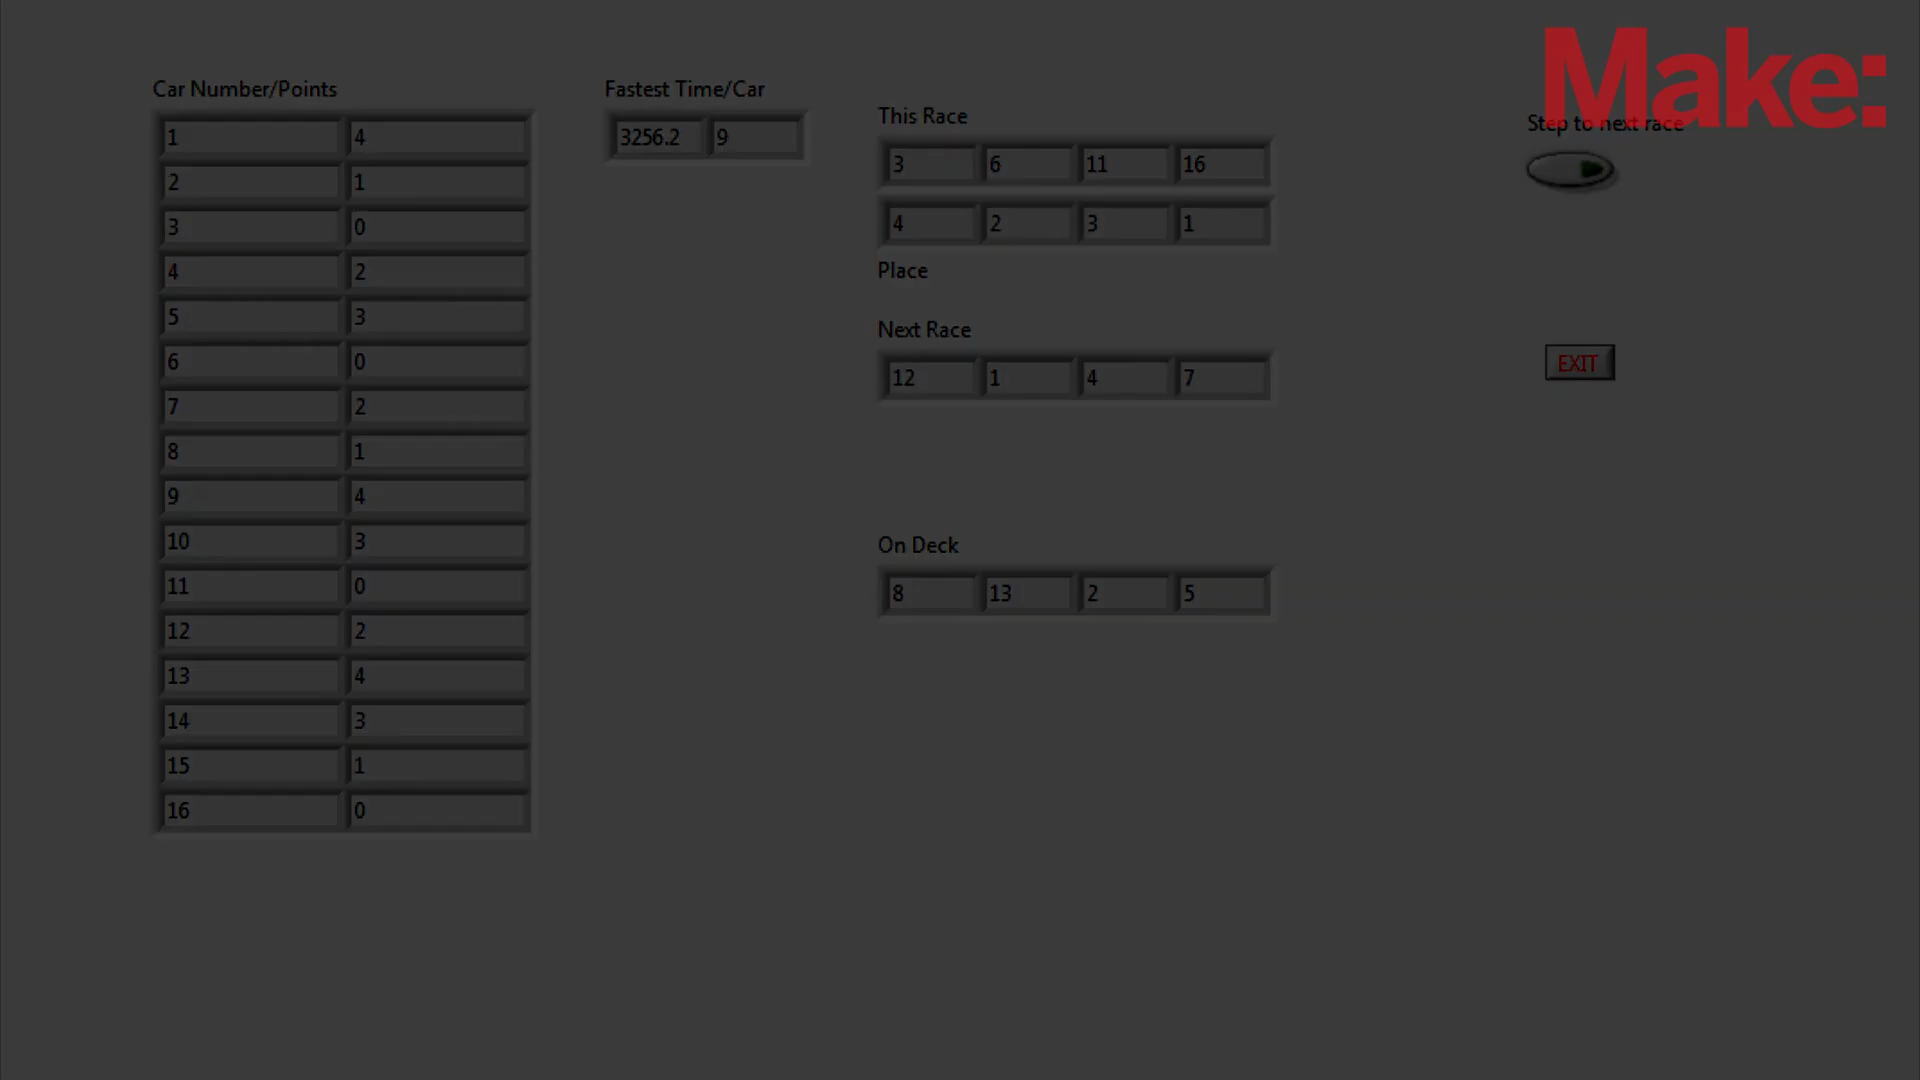 Make:
Car Number/Points
1 4
2 1
3 0
4 2
5 3
6 0
7 2
8 1
9 4
10 3
11 0
12 2
13 4
14 3
15 1
16 0
Fastest Time/Car
3256.2 9
This Race
3 6 11 16
4 2 3 1
Place
Next Race
12 1 4 7
On Deck
8 13 2 5
Step to next race
EXIT